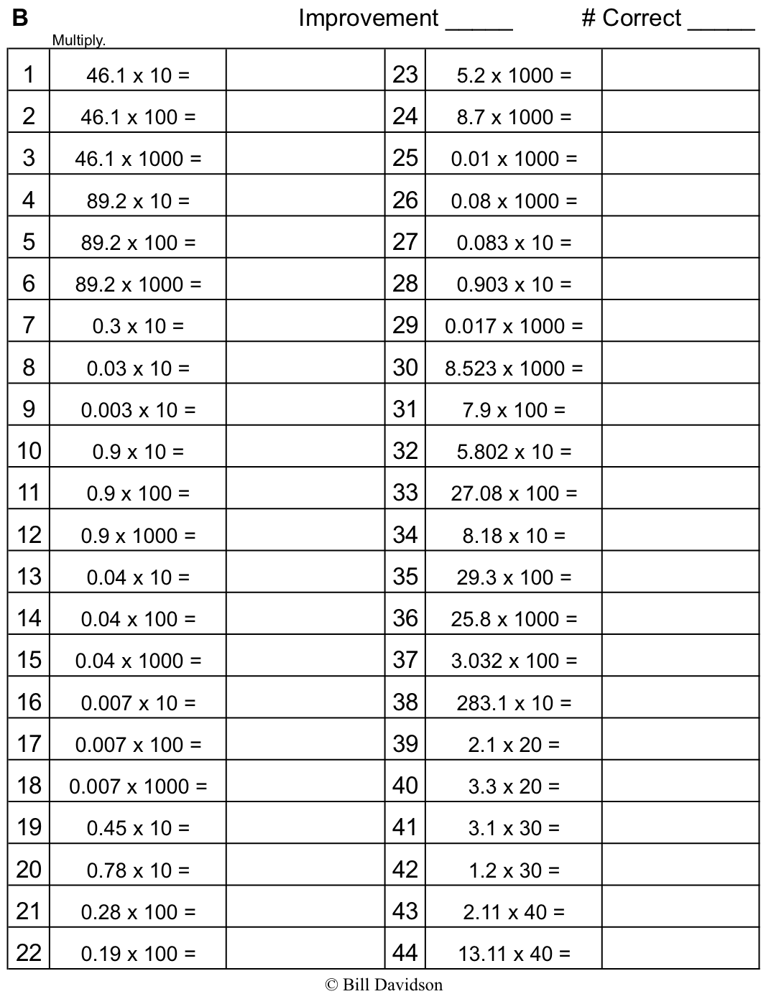 B Improvement _____ # Correct _____
Multiply.
1 46.1 x 10 = 23 5.2 x 1000 =
2 46.1 x 100 = 24 8.7 x 1000 =
3 46.1 x 1000 = 25 0.01 x 1000 =
4 89.2 x 10 = 26 0.08 x 1000 =
5 89.2 x 100 = 27 0.083 x 10 =
6 89.2 x 1000 = 28 0.903 x 10 =
7 0.3 x 10 = 29 0.017 x 1000 =
8 0.03 x 10 = 30 8.523 x 1000 =
9 0.003 x 10 = 31 7.9 x 100 =
10 0.9 x 10 = 32 5.802 x 10 =
11 0.9 x 100 = 33 27.08 x 100 =
12 0.9 x 1000 = 34 8.18 x 10 =
13 0.04 x 10 = 35 29.3 x 100 =
14 0.04 x 100 = 36 25.8 x 1000 =
15 0.04 x 1000 = 37 3.032 x 100 =
16 0.007 x 10 = 38 283.1 x 10 =
17 0.007 x 100 = 39 2.1 x 20 =
18 0.007 x 1000 = 40 3.3 x 20 =
19 0.45 x 10 = 41 3.1 x 30 =
20 0.78 x 10 = 42 1.2 x 30 =
21 0.28 x 100 = 43 2.11 x 40 =
22 0.19 x 100 = 44 13.11 x 40 =
© Bill Davidson